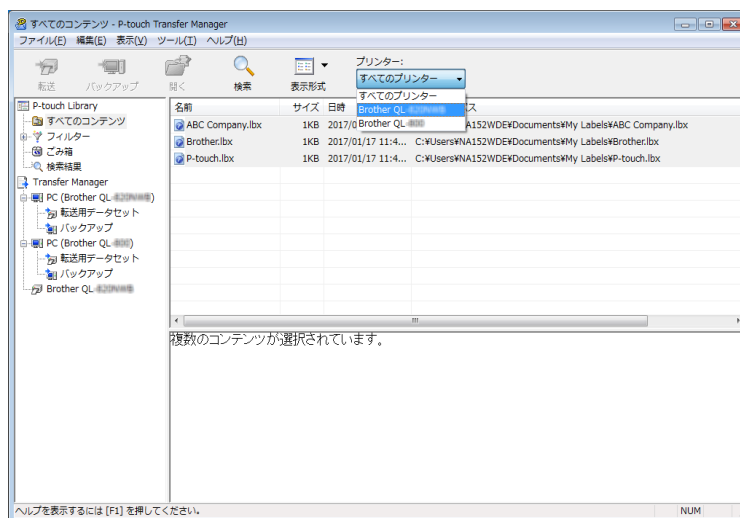 すべてのコンテンツ - P-touch Transfer Manager
ファイル(F) 編集(E) 表示(V) ツール(T) ヘルプ(H)
転送 バックアップ 開く 検索 表示形式
プリンター:
すべてのプリンター
すべてのプリンター
Brother QL-
Brother QL-
P-touch Library
すべてのコンテンツ
フィルター
ごみ箱
検索結果
Transfer Manager
PC (Brother QL-
転送用データセット
バックアップ
PC (Brother QL-
転送用データセット
バックアップ
Brother QL-
名前 サイズ 日時 ス
ABC Company.lbx 1KB 2017/0 A152WDE¥Documents¥My Labels¥ABC Company.lbx
Brother.lbx 1KB 2017/01/17 11:4... C:¥Users¥NA152WDE¥Documents¥My Labels¥Brother.lbx
P-touch.lbx 1KB 2017/01/17 11:4... C:¥Users¥NA152WDE¥Documents¥My Labels¥P-touch.lbx
複数のコンテンツが選択されています。
ヘルプを表示するには [F1] を押してください。 NUM